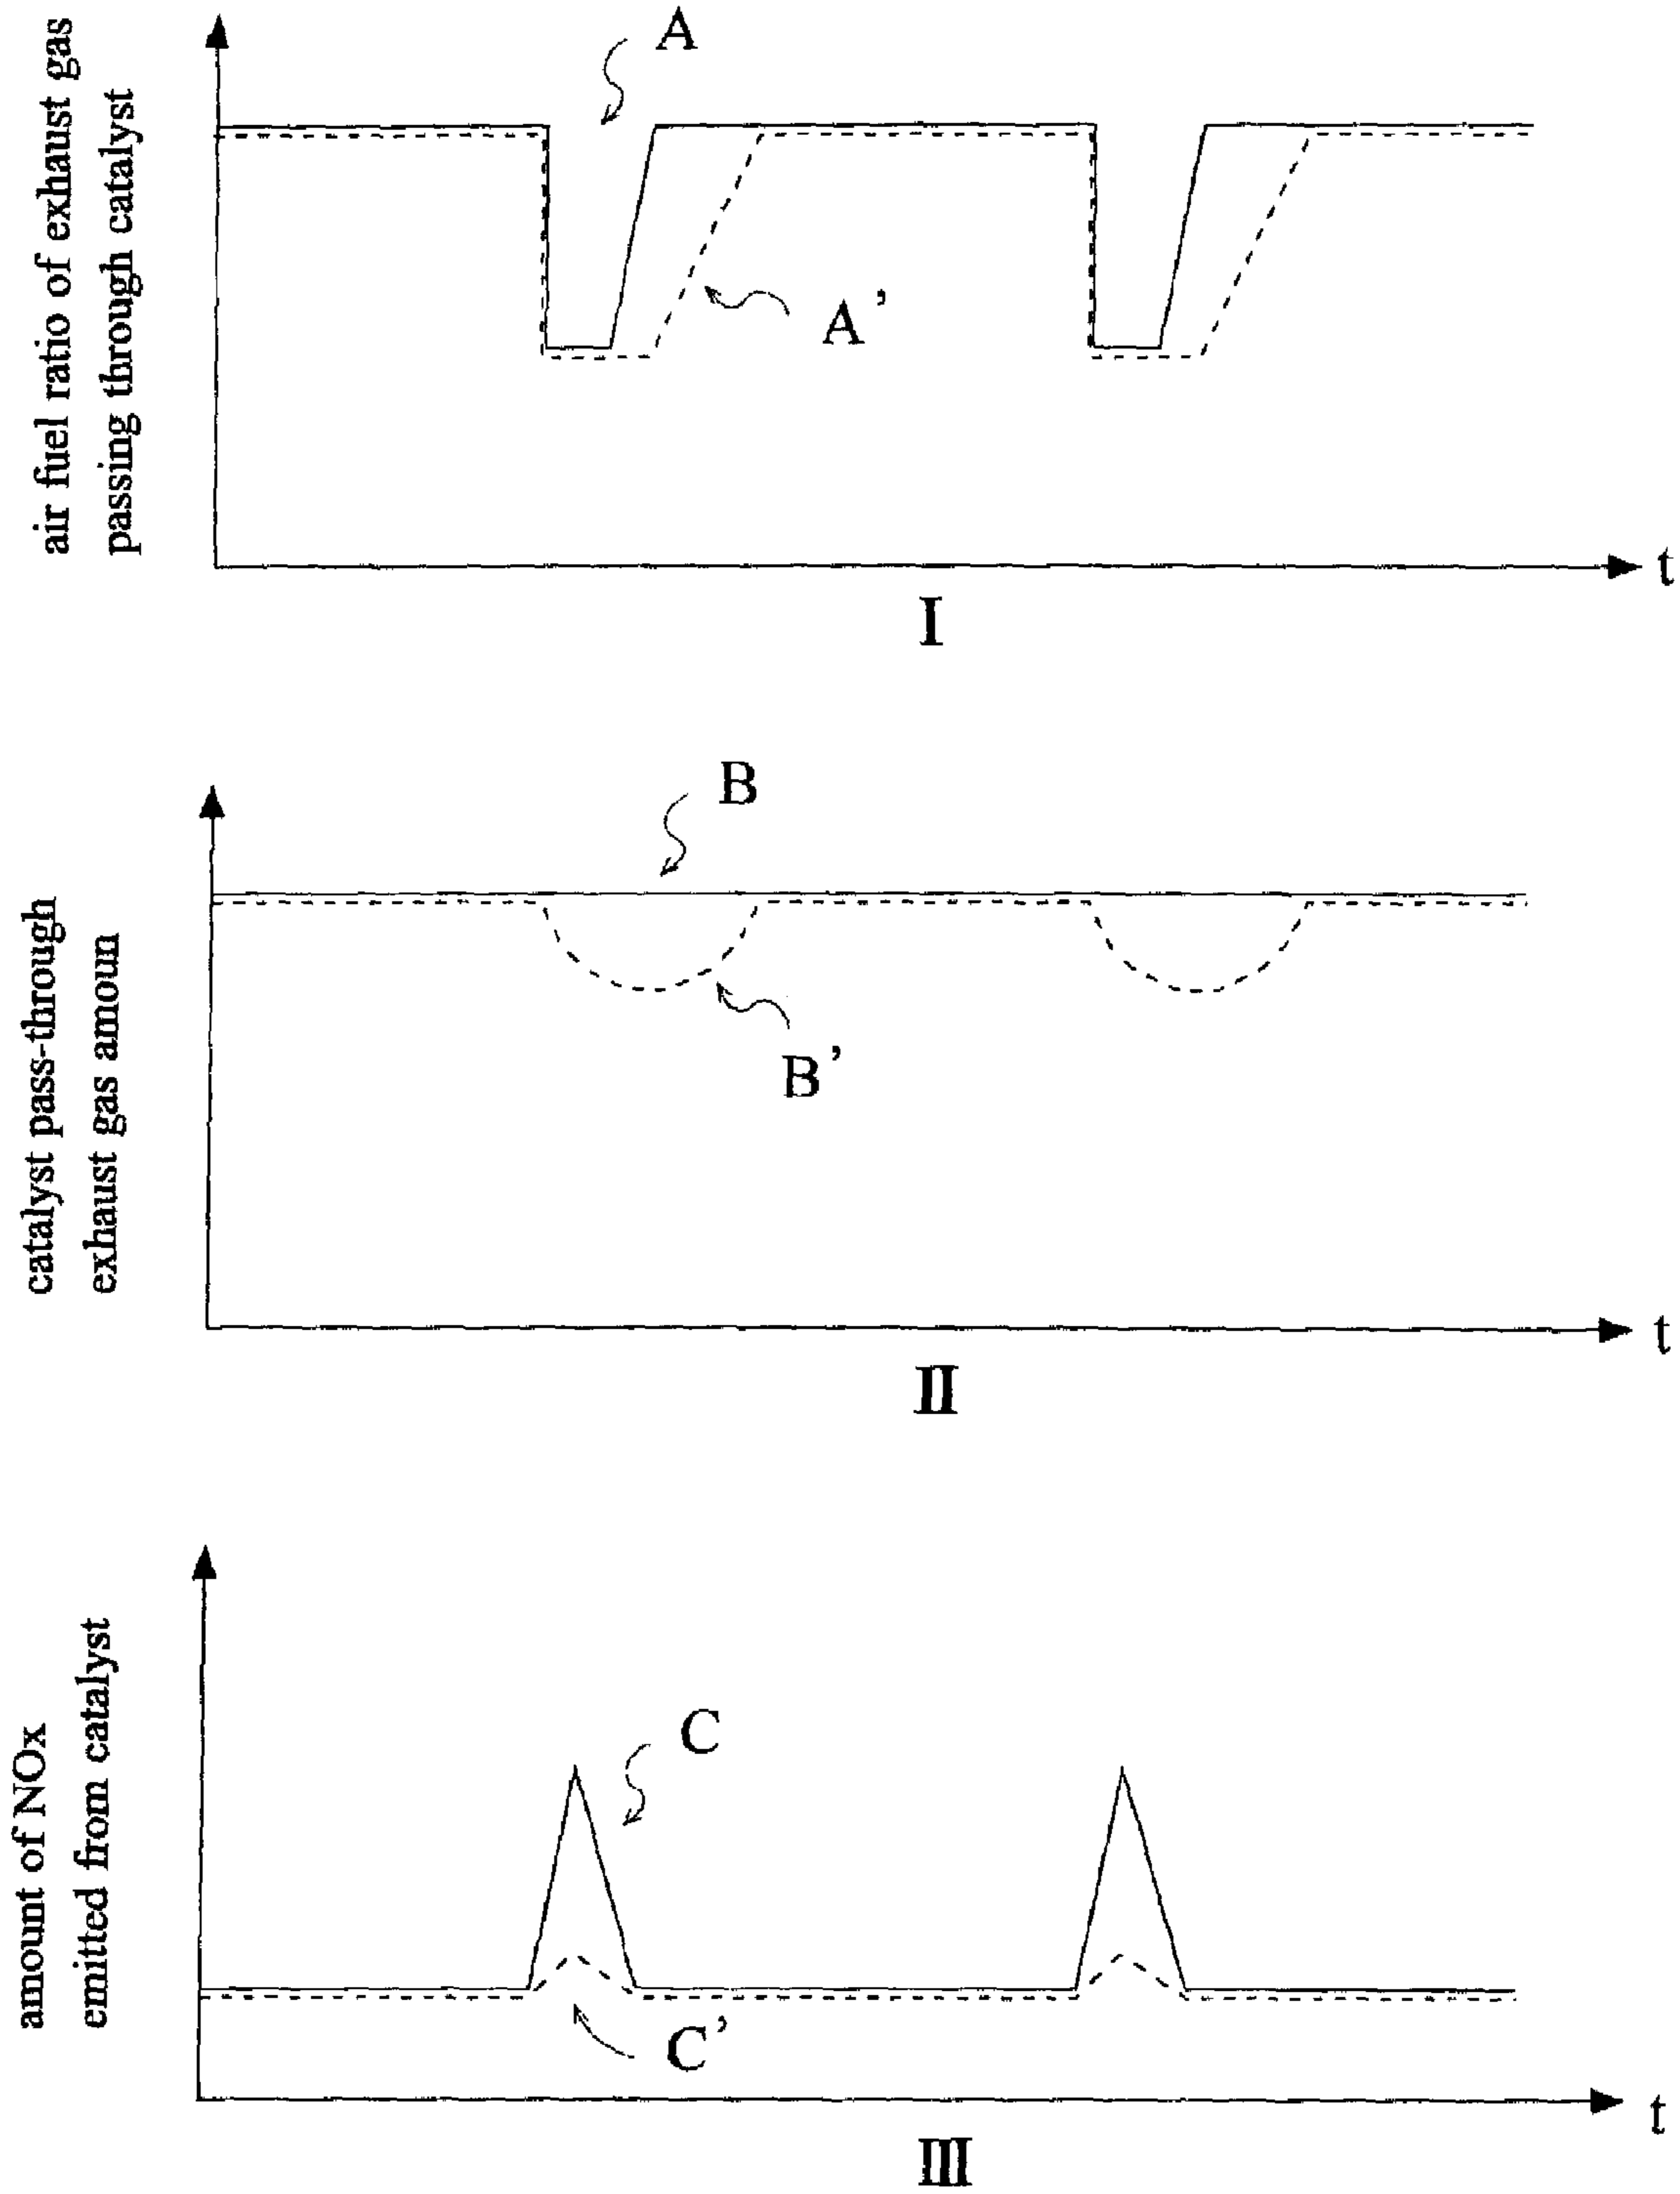 air fuel ratio of exhaust gas
passing through catalyst
A
A’
t
I
catalyst pass-through
exhaust gas amoun
B
B’
t
II
amount of NOx
emitted from catalyst
C
C’
t
III